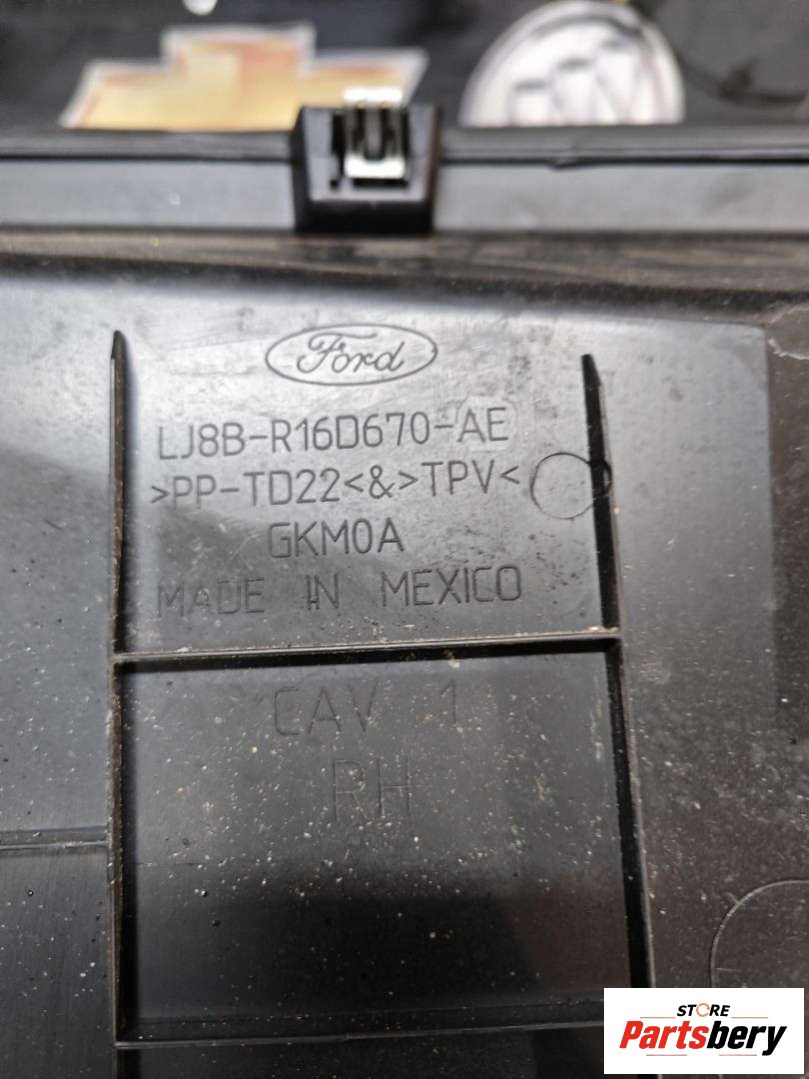 Ford
LJ8B-R16D670-AE
>PP-TD22<&>TPV<
GKM0A
MADE IN MEXICO
CAV 1
RH
STORE
Partsbery